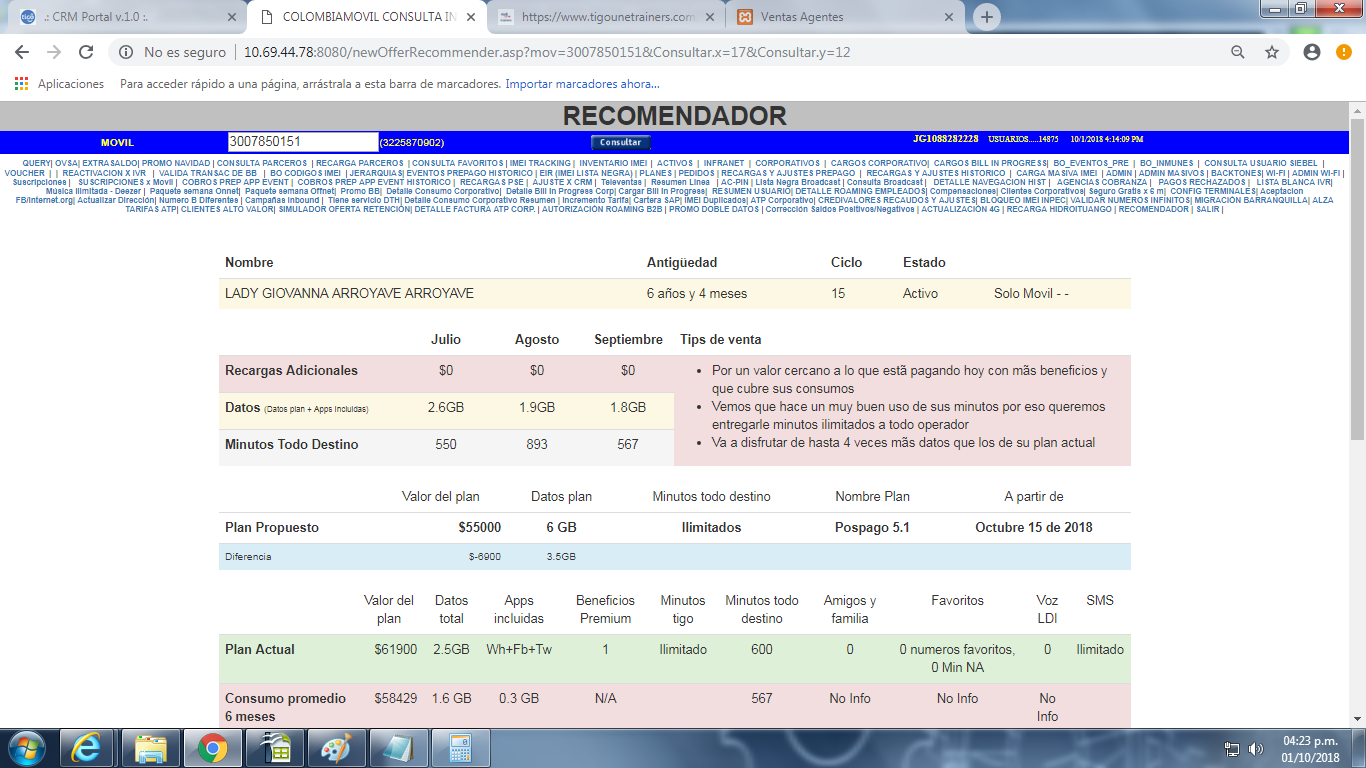 .: CRM Portal v.1.0 :.
COLOMBIAMOVIL CONSULTA IN
https://www.tigounetrainers.com
Ventas Agentes
No es seguro | 10.69.44.78:8080/newOfferRecommender.asp?mov=3007850151&Consultar.x=17&Consultar.y=12
Aplicaciones Para acceder rápido a una página, arrástrala a esta barra de marcadores. Importar marcadores ahora...
RECOMENDADOR
MOVIL 3007850151 (3225870902) Consultar JG1088282228 USUARIOS.....14875 10/1/2018 4:14:09 PM
QUERY| OVSA| EXTRASALDO| PROMO NAVIDAD | CONSULTA PARCEROS | RECARGA PARCEROS | CONSULTA FAVORITOS | IMEI TRACKING | INVENTARIO IMEI | ACTIVOS | INFRANET | CORPORATIVOS | CARGOS CORPORATIVO| CARGOS BILL IN PROGRESS| BO_EVENTOS_PRE | BO_INMUNES | CONSULTA USUARIO SIEBEL |
VOUCHER | | REACTIVACION X IVR | VALIDA TRANSAC DE BB | BO CODIGOS IMEI | JERARQUIAS| EVENTOS PREPAGO HISTORICO | EIR (IMEI LISTA NEGRA) | PLANES | PEDIDOS | RECARGAS Y AJUSTES PREPAGO | RECARGAS Y AJUSTES HISTORICO | CARGA MASIVA IMEI | ADMIN | ADMIN MASIVOS | BACKTONES| WI-FI | ADMIN WI-FI |
Suscripciones | SUSCRIPCIONES x Movil | COBROS PREP APP EVENT | COBROS PREP APP EVENT HISTORICO | RECARGAS PSE | AJUSTE X CRM | Televentas | Resumen Linea | AC-PIN | Lista Negra Broadcast | Consulta Broadcast | DETALLE NAVEGACION HIST | AGENCIAS COBRANZA | PAGOS RECHAZADOS | LISTA BLANCA IVR|
Musica Ilimitada - Deezer | Paquete semana Onnet| Paquete semana Offnet| Promo BB| Detalle Consumo Corporativo| Detalle Bill In Progress Corp| Cargar Bill In Progress| RESUMEN USUARIO| DETALLE ROAMING EMPLEADOS| Compensaciones| Clientes Corporativos| Seguro Gratis x 6 m| CONFIG TERMINALES| Aceptacion
FB/Internet.org| Actualizar Dirección| Numero B Diferentes | Campañas Inbound | Tiene servicio DTH| Detalle Consumo Corporativo Resumen | Incremento Tarifa| Cartera SAP| IMEI Duplicados| ATP Corporativo| CREDIVALORES RECAUDOS Y AJUSTES| BLOQUEO IMEI INPEC| VALIDAR NUMEROS INFINITOS| MIGRACIÓN BARRANQUILLA| ALZA
TARIFAS ATP| CLIENTES ALTO VALOR| SIMULADOR OFERTA RETENCIÓN| DETALLE FACTURA ATP CORP. | AUTORIZACIÓN ROAMING B2B | PROMO DOBLE DATOS | Corrección Saldos Positivos/Negativos | ACTUALIZACIÓN 4G | RECARGA HIDROITUANGO | RECOMENDADOR | SALIR |
Nombre Antigüedad Ciclo Estado
LADY GIOVANNA ARROYAVE ARROYAVE 6 años y 4 meses 15 Activo Solo Movil - -
Julio Agosto Septiembre Tips de venta
Recargas Adicionales $0 $0 $0
Datos (Datos plan + Apps incluidas) 2.6GB 1.9GB 1.8GB
Minutos Todo Destino 550 893 567
• Por un valor cercano a lo que estã pagando hoy con mãs beneficios y
que cubre sus consumos
• Vemos que hace un muy buen uso de sus minutos por eso queremos
entregarle minutos ilimitados a todo operador
• Va a disfrutar de hasta 4 veces mãs datos que los de su plan actual
Valor del plan Datos plan Minutos todo destino Nombre Plan A partir de
Plan Propuesto $55000 6 GB Ilimitados Pospago 5.1 Octubre 15 de 2018
Diferencia $-6900 3.5GB
Valor del Datos Apps Beneficios Minutos Minutos todo Amigos y Favoritos Voz SMS
plan total incluidas Premium tigo destino familia LDI
Plan Actual $61900 2.5GB Wh+Fb+Tw 1 Ilimitado 600 0 0 numeros favoritos, 0 Ilimitado
0 Min NA
Consumo promedio $58429 1.6 GB 0.3 GB N/A 567 No Info No Info No
6 meses Info
04:23 p.m.
01/10/2018